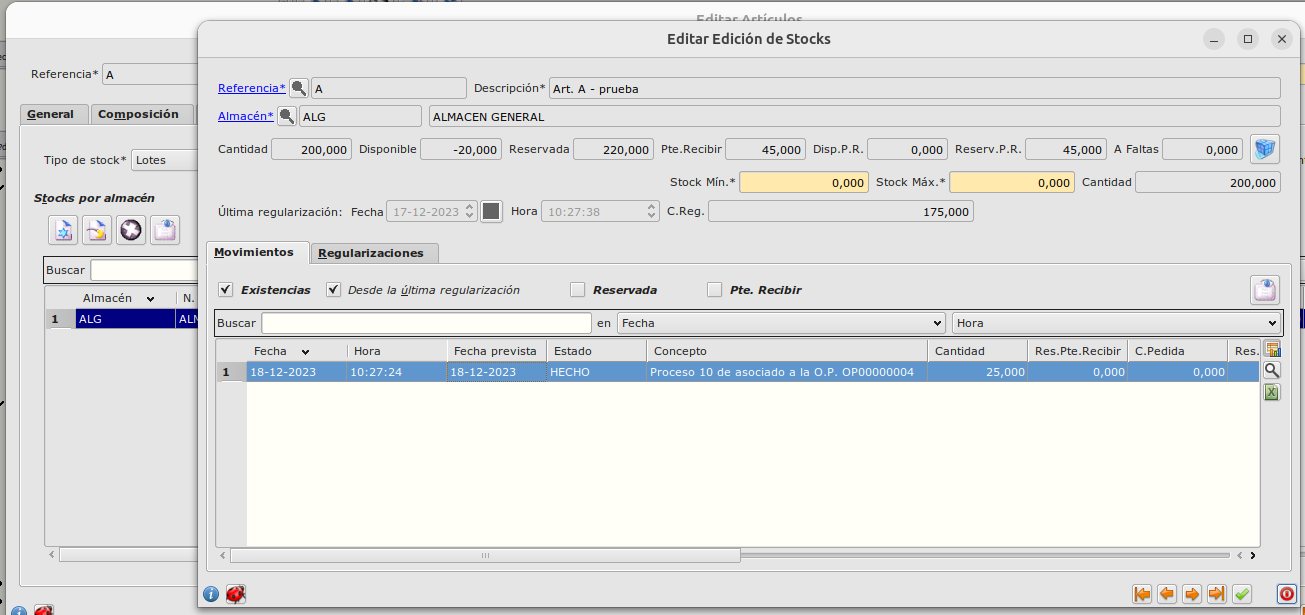 Editar Artículos
Editar Edición de Stocks
Referencia* A
Referencia* A Descripción* Art. A - prueba
Almacén* ALG ALMACEN GENERAL
General Composición
Cantidad 200,000 Disponible -20,000 Reservada 220,000 Pte.Recibir 45,000 Disp.P.R. 0,000 Reserv.P.R. 45,000 A Faltas 0,000
Tipo de stock* Lotes
Stock Mín.* 0,000 Stock Máx.* 0,000 Cantidad 200,000
Stocks por almacén
Última regularización: Fecha 17-12-2023 Hora 10:27:38 C.Reg. 175,000
Movimientos Regularizaciones
Buscar
Existencias Desde la última regularización Reservada Pte. Recibir
Almacén N.
1 ALG ALM
Buscar en Fecha Hora
Fecha Hora Fecha prevista Estado Concepto Cantidad Res.Pte.Recibir C.Pedida Res.
1 18-12-2023 10:27:24 18-12-2023 HECHO Proceso 10 de asociado a la O.P. OP00000004 25,000 0,000 0,000